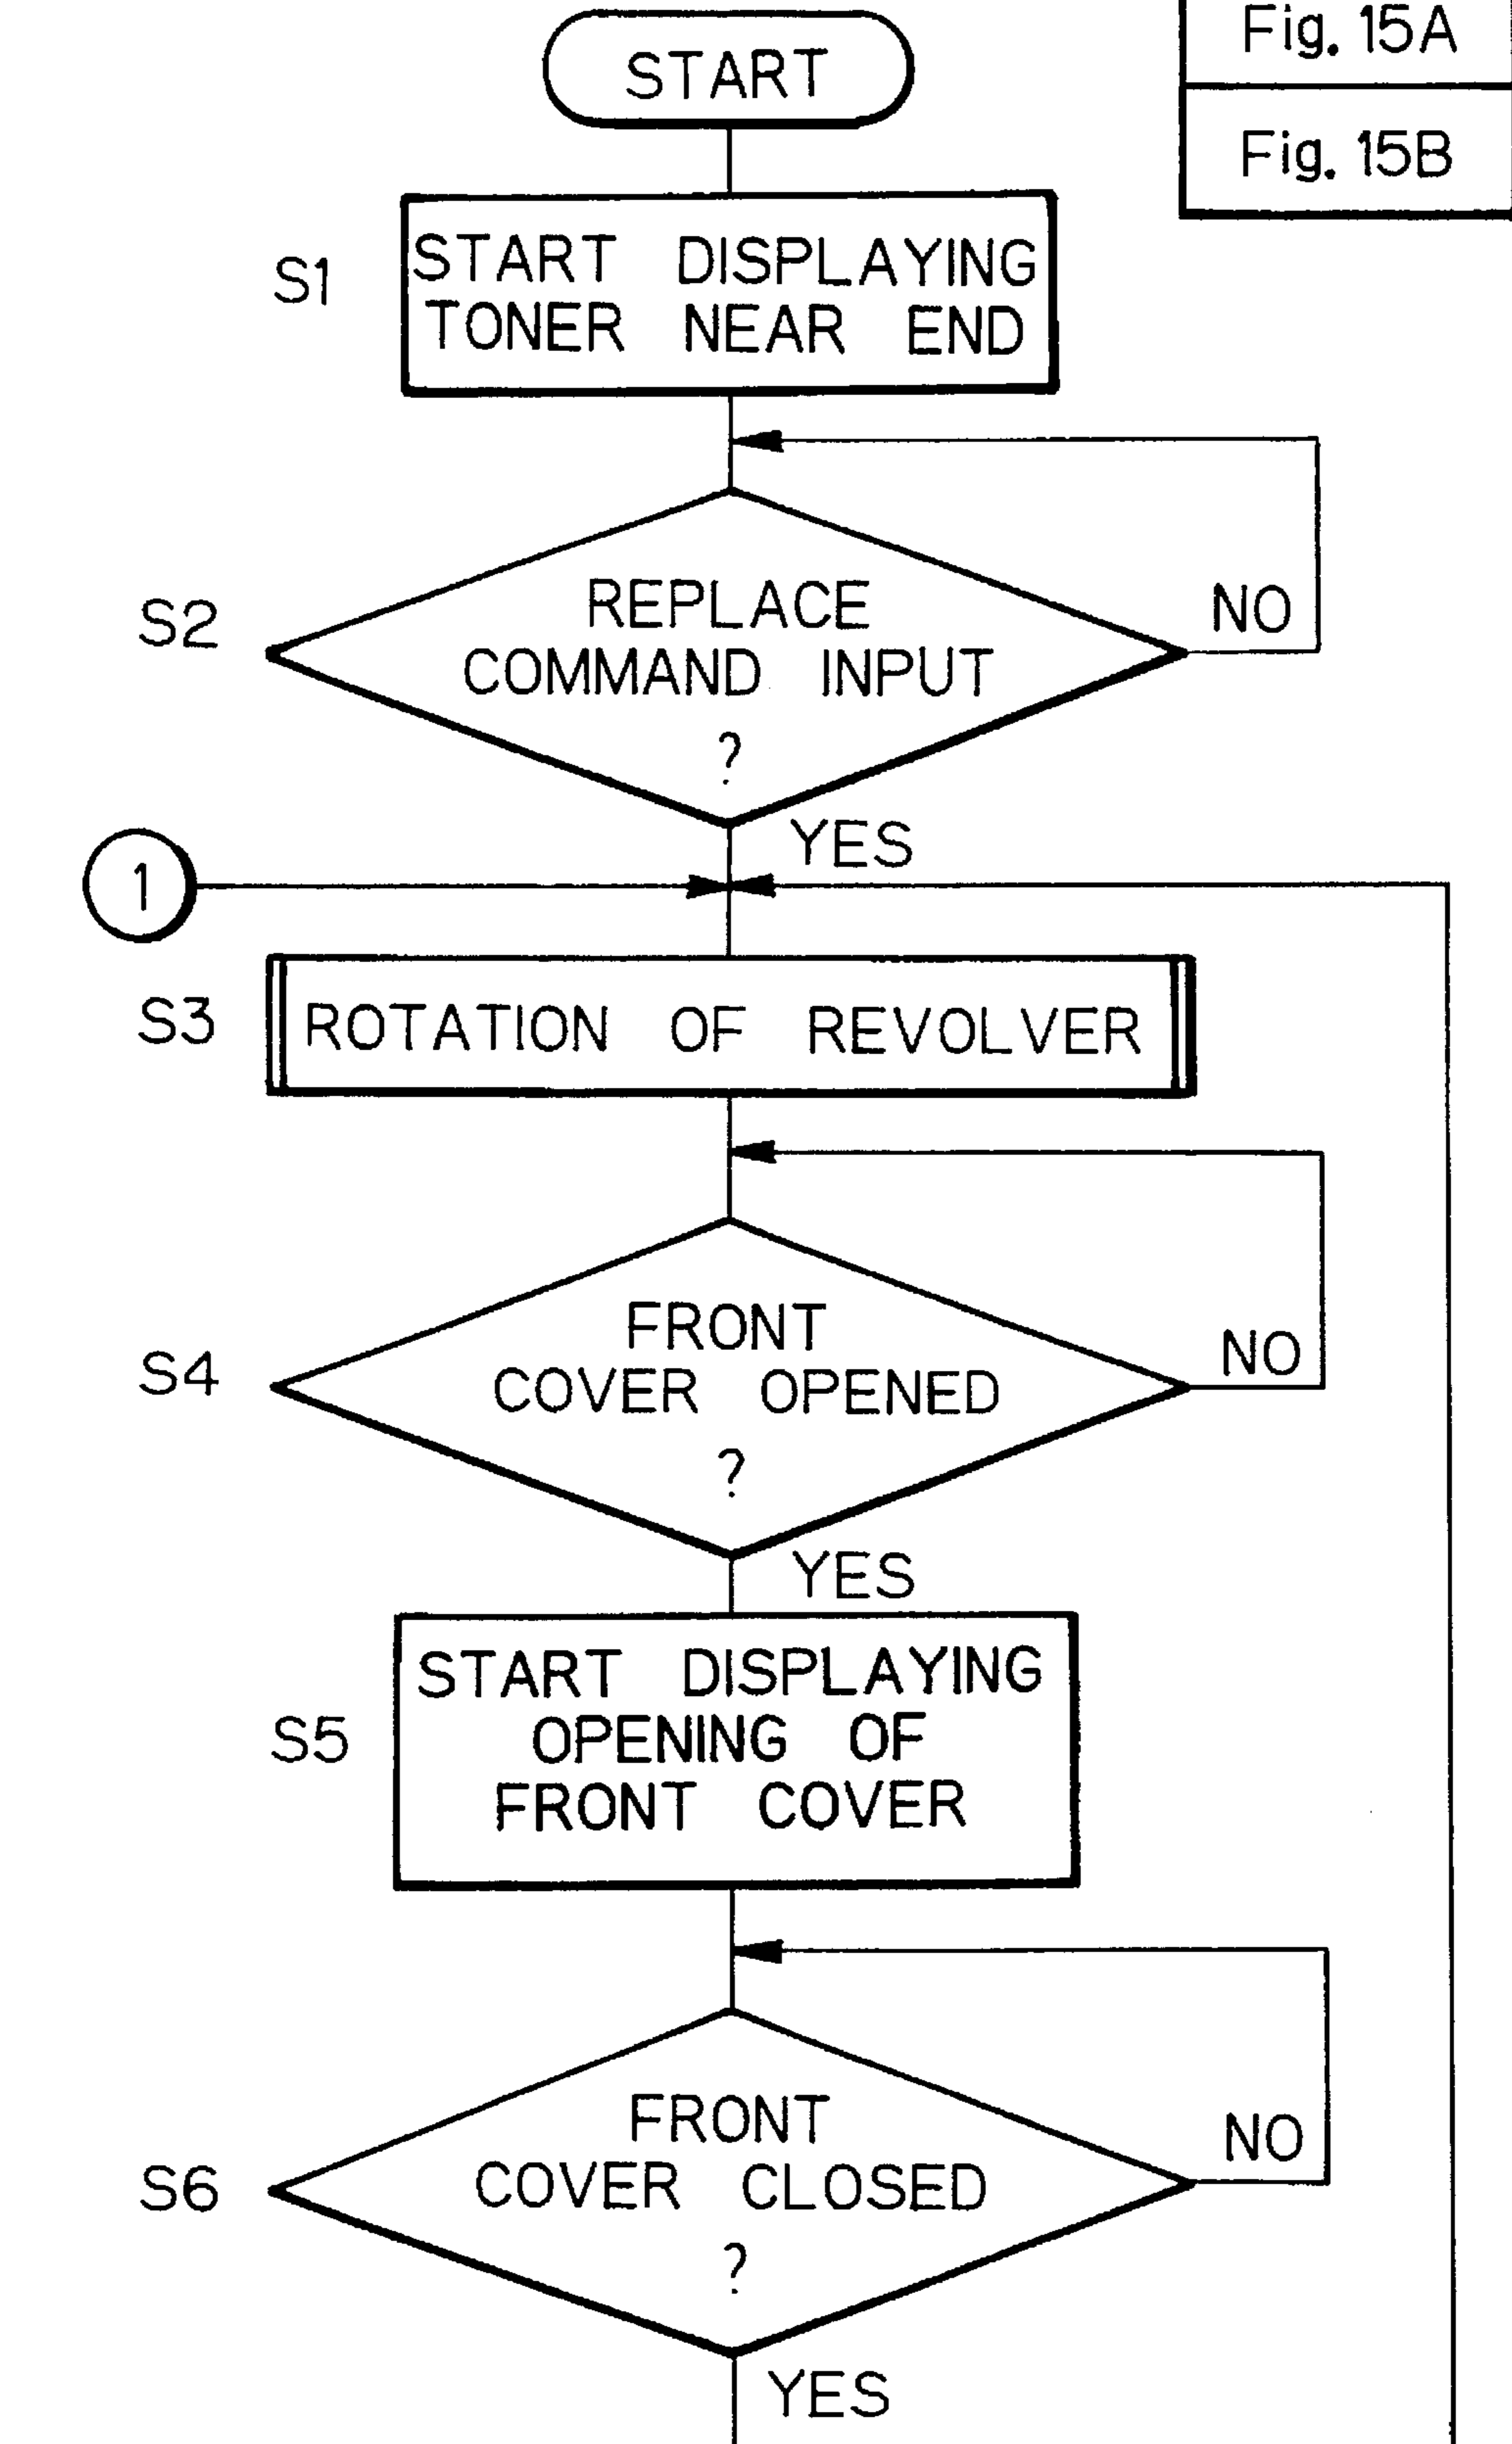 Fig. 15A
Fig. 15B
START
S1
START DISPLAYING
TONER NEAR END
S2
REPLACE
COMMAND INPUT
?
NO
YES
1
S3
ROTATION OF REVOLVER
S4
FRONT
COVER OPENED
?
NO
YES
S5
START DISPLAYING
OPENING OF
FRONT COVER
S6
FRONT
COVER CLOSED
?
NO
YES